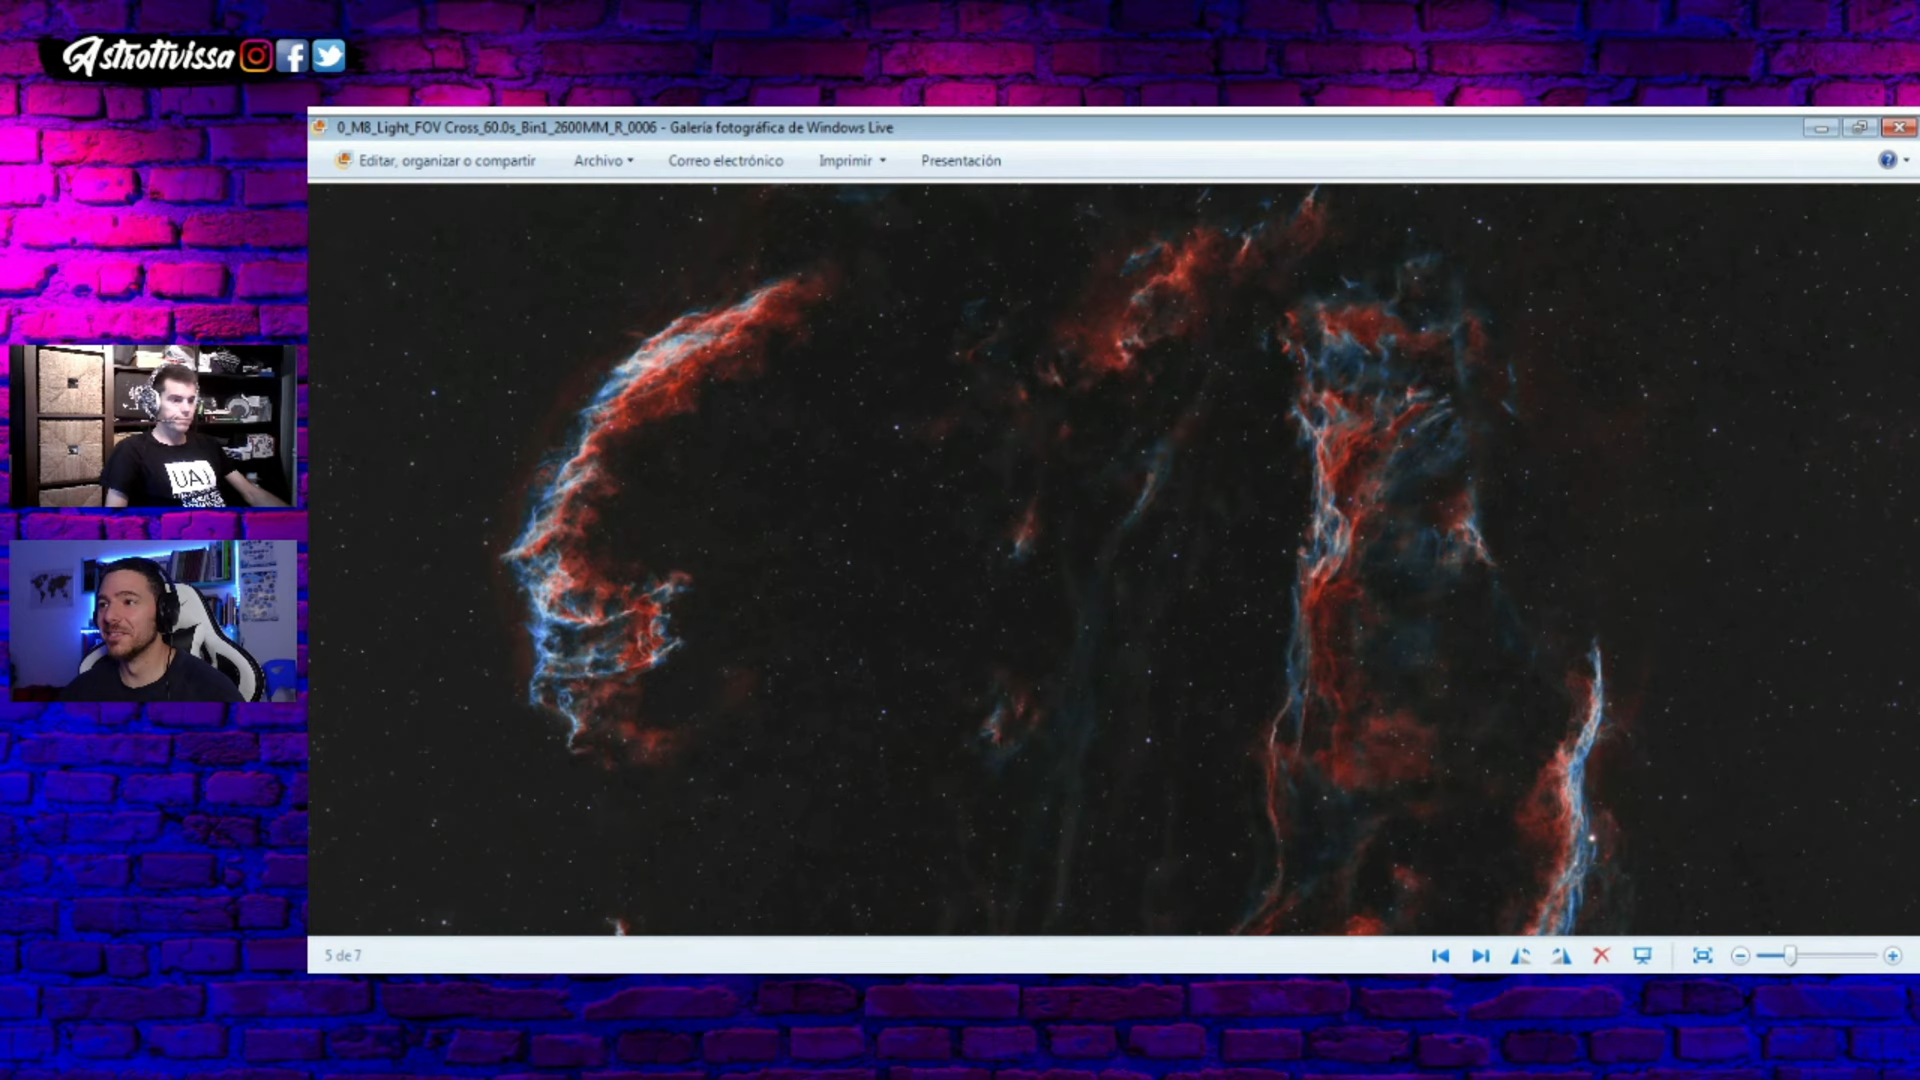 Astroitivissa
0_M8_Light_FOV Cross_60.0s_Bin1_2600MM_R_0006 - Galería fotográfica de Windows Live
Editar, organizar o compartir Archivo Correo electrónico Imprimir Presentación
UAI
5 de 7